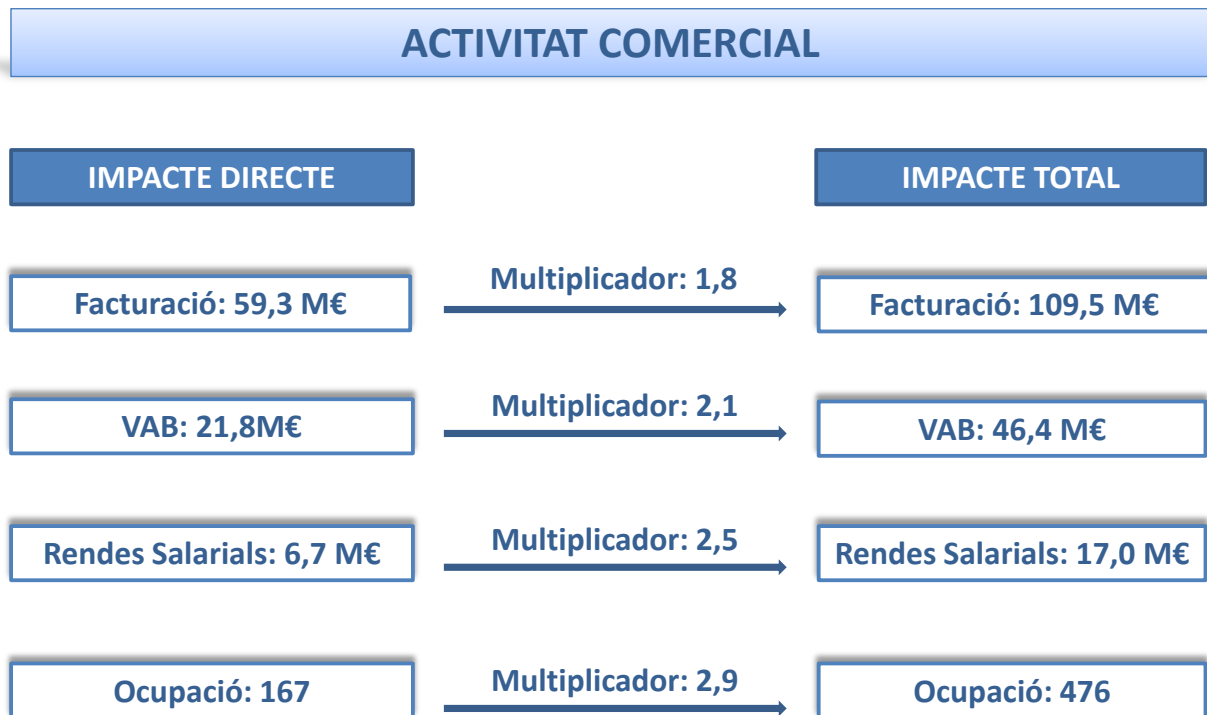 ACTIVITAT COMERCIAL
IMPACTE DIRECTE
IMPACTE TOTAL
Facturació: 59,3 M€
Multiplicador: 1,8
Facturació: 109,5 M€
VAB: 21,8M€
Multiplicador: 2,1
VAB: 46,4 M€
Rendes Salarials: 6,7 M€
Multiplicador: 2,5
Rendes Salarials: 17,0 M€
Ocupació: 167
Multiplicador: 2,9
Ocupació: 476